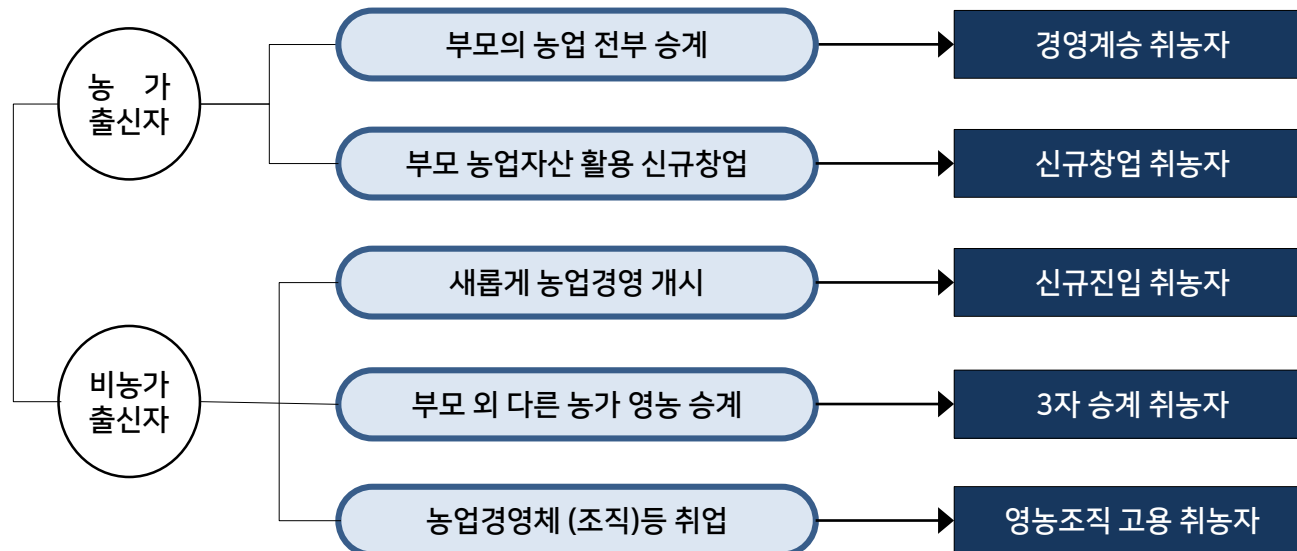 농 가
출신자
부모의 농업 전부 승계
경영계승 취농자
부모 농업자산 활용 신규창업
신규창업 취농자
비농가
출신자
새롭게 농업경영 개시
신규진입 취농자
부모 외 다른 농가 영농 승계
3자 승계 취농자
농업경영체 (조직)등 취업
영농조직 고용 취농자